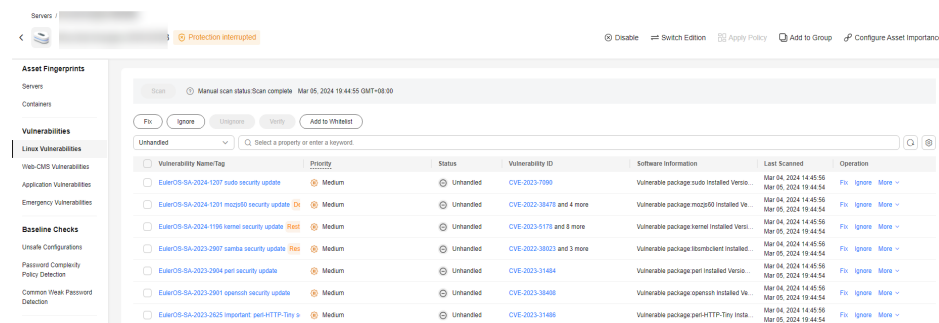 Servers /
Protection interrupted
Disable
Switch Edition
Apply Policy
Add to Group
Configure Asset Importance
Asset Fingerprints
Servers
Containers
Vulnerabilities
Linux Vulnerabilities
Web-CMS Vulnerabilities
Application Vulnerabilities
Emergency Vulnerabilities
Baseline Checks
Unsafe Configurations
Password Complexity
Policy Detection
Common Weak Password
Detection
Scan
Manual scan status:Scan complete Mar 05, 2024 19:44:55 GMT+08:00
Fix Ignore Unignore Verify Add to Whitelist
Unhandled
Select a property or enter a keyword.
Vulnerability Name/Tag Priority Status Vulnerability ID Software Information Last Scanned Operation
EulerOS-SA-2024-1207 sudo security update Medium Unhandled CVE-2023-7090 Vulnerable package:sudo Installed Versio... Mar 04, 2024 14:45:56 Fix Ignore More
Mar 05, 2024 19:44:54
EulerOS-SA-2024-1201 mozjs60 security update Medium Unhandled CVE-2022-38478 and 4 more Vulnerable package:mozjs60 Installed Ve... Mar 04, 2024 14:45:56 Fix Ignore More
Mar 05, 2024 19:44:54
EulerOS-SA-2024-1196 kernel security update Rest Medium Unhandled CVE-2023-5178 and 8 more Vulnerable package:kernel Installed Versi... Mar 04, 2024 14:45:56 Fix Ignore More
Mar 05, 2024 19:44:54
EulerOS-SA-2023-2907 samba security update Res Medium Unhandled CVE-2022-38023 and 3 more Vulnerable package:libsmbclient Installed... Mar 04, 2024 14:45:56 Fix Ignore More
Mar 05, 2024 19:44:54
EulerOS-SA-2023-2904 perl security update Medium Unhandled CVE-2023-31484 Vulnerable package:perl Installed Versio... Mar 04, 2024 14:45:56 Fix Ignore More
Mar 05, 2024 19:44:54
EulerOS-SA-2023-2901 openssh security update Medium Unhandled CVE-2023-38408 Vulnerable package:openssh Installed Ve... Mar 04, 2024 14:45:56 Fix Ignore More
Mar 05, 2024 19:44:54
EulerOS-SA-2023-2625 Important: perl-HTTP-Tiny s Medium Unhandled CVE-2023-31486 Vulnerable package:perl-HTTP-Tiny Insta... Mar 04, 2024 14:45:56 Fix Ignore More
Mar 05, 2024 19:44:54